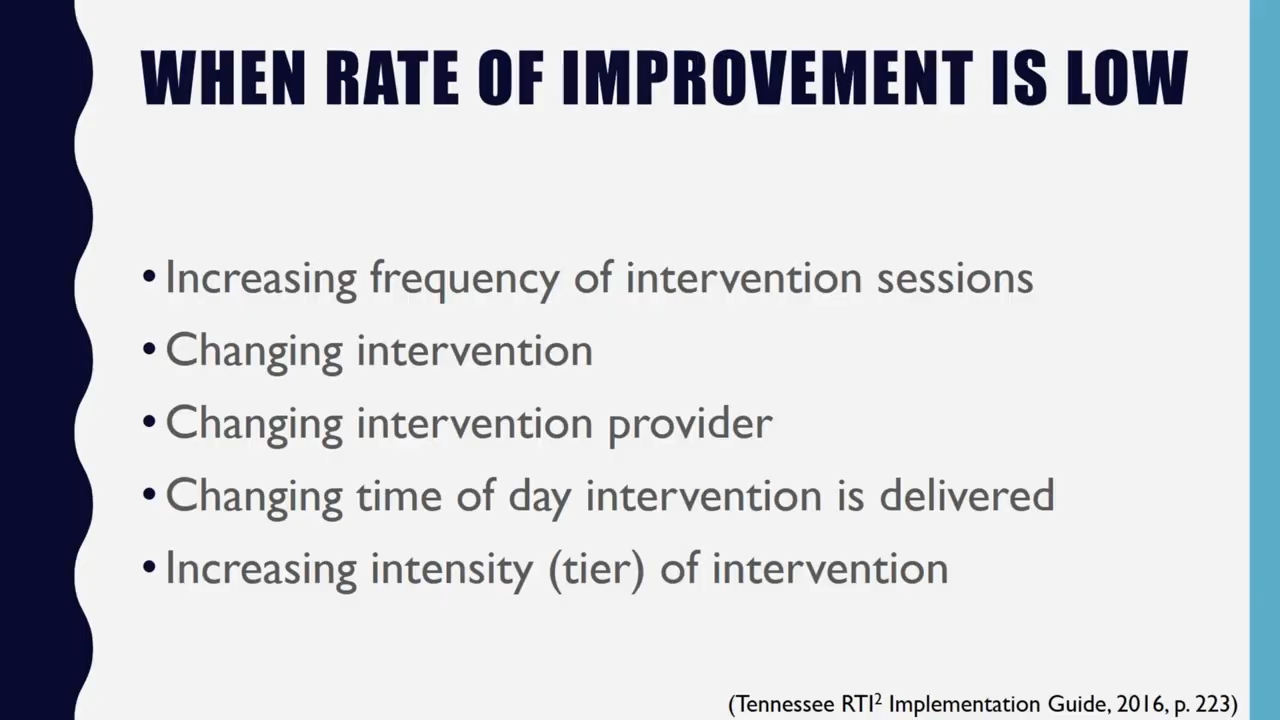 WHEN RATE OF IMPROVEMENT IS LOW
• Increasing frequency of intervention sessions
• Changing intervention
• Changing intervention provider
• Changing time of day intervention is delivered
• Increasing intensity (tier) of intervention
(Tennessee RTI² Implementation Guide, 2016, p. 223)